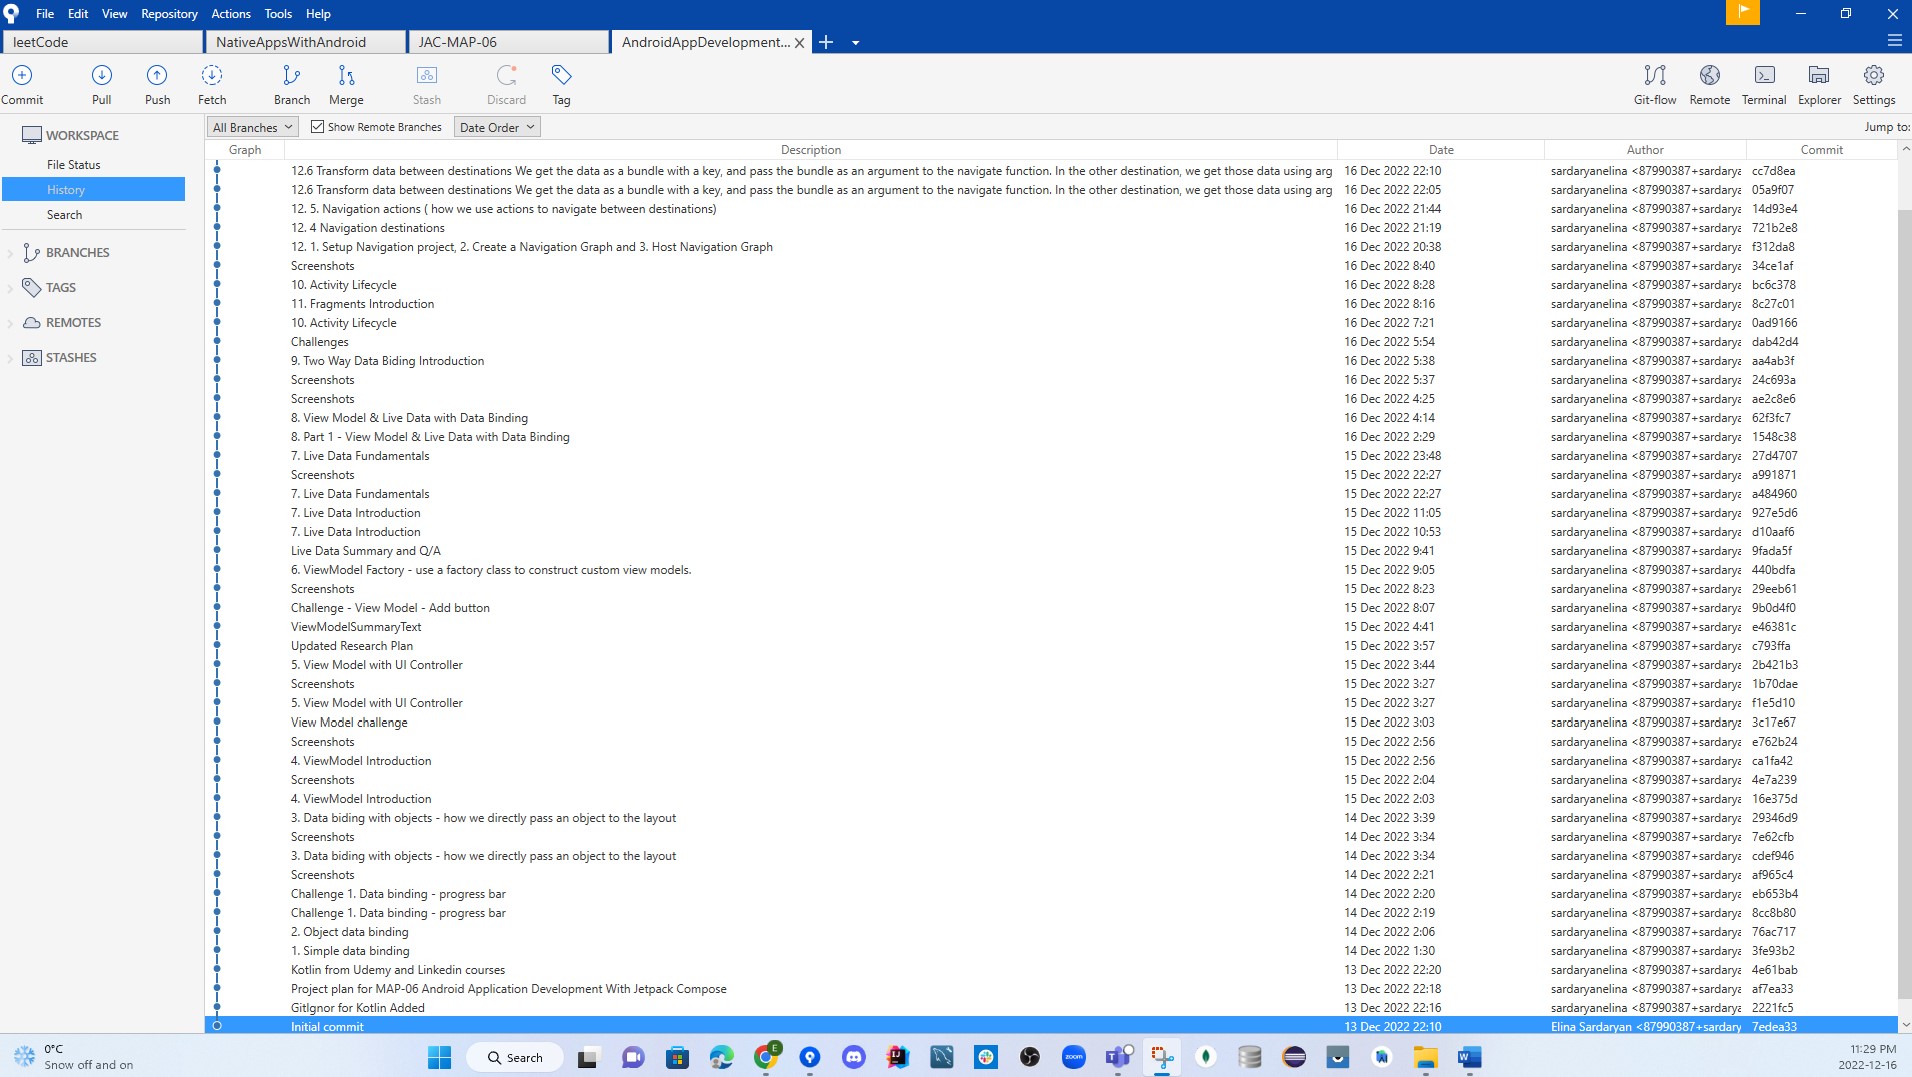 File Edit View Repository Actions Tools Help
leetCode NativeAppsWithAndroid JAC-MAP-06 AndroidAppDevelopment...
Commit Pull Push Fetch Branch Merge Stash Discard Tag Git-flow Remote Terminal Explorer Settings
WORKSPACE
File Status
History
Search
BRANCHES
TAGS
REMOTES
STASHES
All Branches Show Remote Branches Date Order Jump to:
Graph Description Date Author Commit
12.6 Transform data between destinations We get the data as a bundle with a key, and pass the bundle as an argument to the navigate function. In the other destination, we get those data using arg 16 Dec 2022 22:10 sardaryanelina <87990387+sardarya cc7d8ea
12.6 Transform data between destinations We get the data as a bundle with a key, and pass the bundle as an argument to the navigate function. In the other destination, we get those data using arg 16 Dec 2022 22:05 sardaryanelina <87990387+sardarya 05a9f07
12. 5. Navigation actions ( how we use actions to navigate between destinations) 16 Dec 2022 21:44 sardaryanelina <87990387+sardarya 14d93e4
12. 4 Navigation destinations 16 Dec 2022 21:19 sardaryanelina <87990387+sardarya 721b2e8
12. 1. Setup Navigation project, 2. Create a Navigation Graph and 3. Host Navigation Graph 16 Dec 2022 20:38 sardaryanelina <87990387+sardarya f312da8
Screenshots 16 Dec 2022 8:40 sardaryanelina <87990387+sardarya 34ce1af
10. Activity Lifecycle 16 Dec 2022 8:28 sardaryanelina <87990387+sardarya bc6c378
11. Fragments Introduction 16 Dec 2022 8:16 sardaryanelina <87990387+sardarya 8c27c01
10. Activity Lifecycle 16 Dec 2022 7:21 sardaryanelina <87990387+sardarya 0ad9166
Challenges 16 Dec 2022 5:54 sardaryanelina <87990387+sardarya dab42d4
9. Two Way Data Biding Introduction 16 Dec 2022 5:38 sardaryanelina <87990387+sardarya aa4ab3f
Screenshots 16 Dec 2022 5:37 sardaryanelina <87990387+sardarya 24c693a
Screenshots 16 Dec 2022 4:25 sardaryanelina <87990387+sardarya ae2c8e6
8. View Model & Live Data with Data Binding 16 Dec 2022 4:14 sardaryanelina <87990387+sardarya 62f3fc7
8. Part 1 - View Model & Live Data with Data Binding 16 Dec 2022 2:29 sardaryanelina <87990387+sardarya 1548c38
7. Live Data Fundamentals 15 Dec 2022 23:48 sardaryanelina <87990387+sardarya 27d4707
Screenshots 15 Dec 2022 22:27 sardaryanelina <87990387+sardarya a991871
7. Live Data Fundamentals 15 Dec 2022 22:27 sardaryanelina <87990387+sardarya a484960
7. Live Data Introduction 15 Dec 2022 11:05 sardaryanelina <87990387+sardarya 927e5d6
7. Live Data Introduction 15 Dec 2022 10:53 sardaryanelina <87990387+sardarya d10aaf6
Live Data Summary and Q/A 15 Dec 2022 9:41 sardaryanelina <87990387+sardarya 9fada5f
6. ViewModel Factory - use a factory class to construct custom view models. 15 Dec 2022 9:05 sardaryanelina <87990387+sardarya 440bdfa
Screenshots 15 Dec 2022 8:23 sardaryanelina <87990387+sardarya 29eeb61
Challenge - View Model - Add button 15 Dec 2022 8:07 sardaryanelina <87990387+sardarya 9b0d4f0
ViewModelSummaryText 15 Dec 2022 4:41 sardaryanelina <87990387+sardarya e46381c
Updated Research Plan 15 Dec 2022 3:57 sardaryanelina <87990387+sardarya c793ffa
5. View Model with UI Controller 15 Dec 2022 3:44 sardaryanelina <87990387+sardarya 2b421b3
Screenshots 15 Dec 2022 3:27 sardaryanelina <87990387+sardarya 1b70dae
5. View Model with UI Controller 15 Dec 2022 3:27 sardaryanelina <87990387+sardarya f1e5d10
View Model challenge 15 Dec 2022 3:03 sardaryanelina <87990387+sardarya 3c17e67
Screenshots 15 Dec 2022 2:56 sardaryanelina <87990387+sardarya e762b24
4. ViewModel Introduction 15 Dec 2022 2:56 sardaryanelina <87990387+sardarya ca1fa42
Screenshots 15 Dec 2022 2:04 sardaryanelina <87990387+sardarya 4e7a239
4. ViewModel Introduction 15 Dec 2022 2:03 sardaryanelina <87990387+sardarya 16e375d
3. Data biding with objects - how we directly pass an object to the layout 14 Dec 2022 3:39 sardaryanelina <87990387+sardarya 29346d9
Screenshots 14 Dec 2022 3:34 sardaryanelina <87990387+sardarya 7e62cfb
3. Data biding with objects - how we directly pass an object to the layout 14 Dec 2022 3:34 sardaryanelina <87990387+sardarya cdef946
Screenshots 14 Dec 2022 2:21 sardaryanelina <87990387+sardarya af965c4
Challenge 1. Data binding - progress bar 14 Dec 2022 2:20 sardaryanelina <87990387+sardarya eb653b4
Challenge 1. Data binding - progress bar 14 Dec 2022 2:19 sardaryanelina <87990387+sardarya 8cc8b80
2. Object data binding 14 Dec 2022 2:06 sardaryanelina <87990387+sardarya 76ac717
1. Simple data binding 14 Dec 2022 1:30 sardaryanelina <87990387+sardarya 3fe93b2
Kotlin from Udemy and Linkedin courses 13 Dec 2022 22:20 sardaryanelina <87990387+sardarya 4e61bab
Project plan for MAP-06 Android Application Development With Jetpack Compose 13 Dec 2022 22:18 sardaryanelina <87990387+sardarya af7ea33
GitIgnor for Kotlin Added 13 Dec 2022 22:16 sardaryanelina <87990387+sardarya 2221fc5
Initial commit 13 Dec 2022 22:10 Elina Sardaryan <87990387+sardary 7edea33
0°C
Snow off and on
Search
E
zoom
11:29 PM
2022-12-16